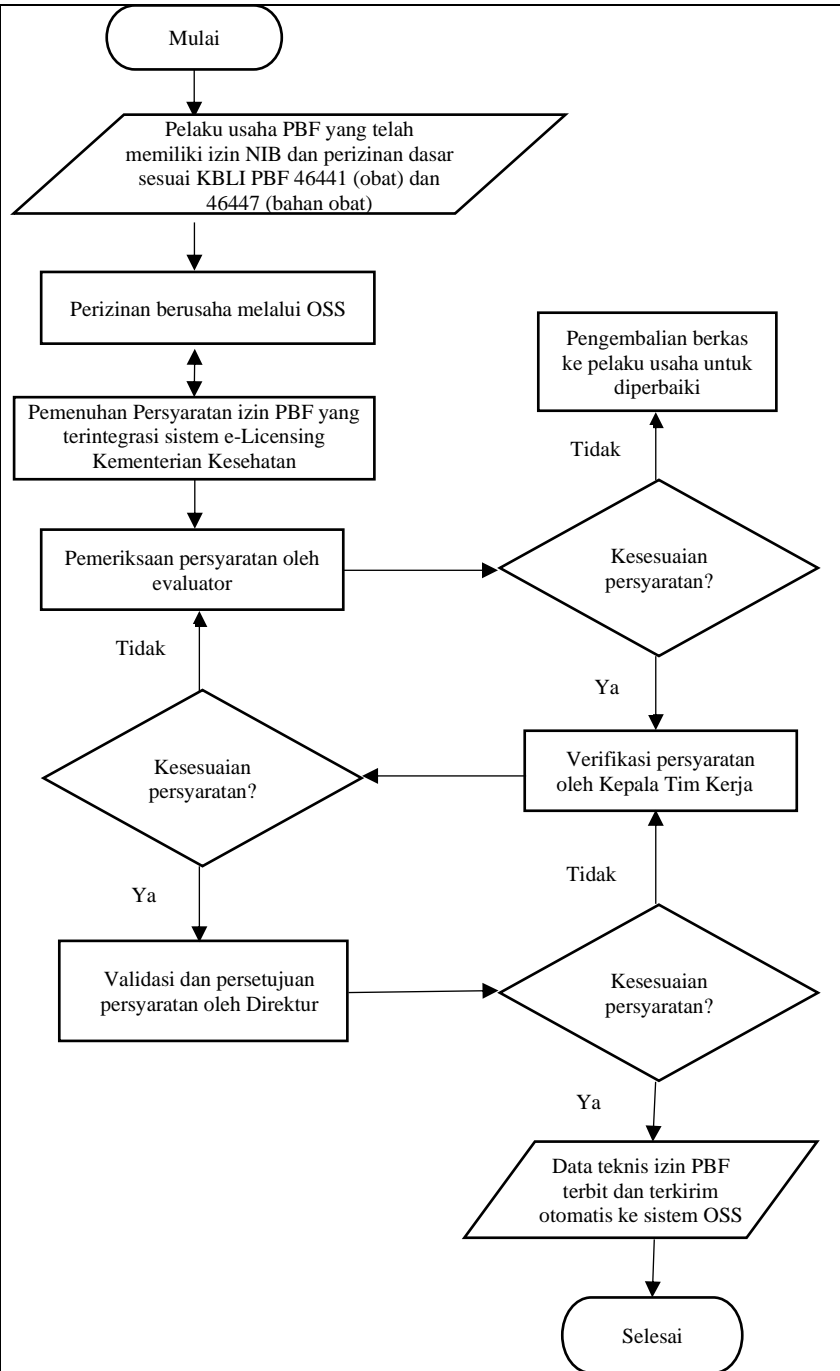 Mulai
Pelaku usaha PBF yang telah
memiliki izin NIB dan perizinan dasar
sesuai KBLI PBF 46441 (obat) dan
46447 (bahan obat)
Perizinan berusaha melalui OSS
Pemenuhan Persyaratan izin PBF yang
terintegrasi sistem e-Licensing
Kementerian Kesehatan
Pemeriksaan persyaratan oleh
evaluator
Pengembalian berkas
ke pelaku usaha untuk
diperbaiki
Tidak
Kesesuaian
persyaratan?
Ya
Verifikasi persyaratan
oleh Kepala Tim Kerja
Tidak
Kesesuaian
persyaratan?
Ya
Validasi dan persetujuan
persyaratan oleh Direktur
Tidak
Kesesuaian
persyaratan?
Ya
Data teknis izin PBF
terbit dan terkirim
otomatis ke sistem OSS
Selesai